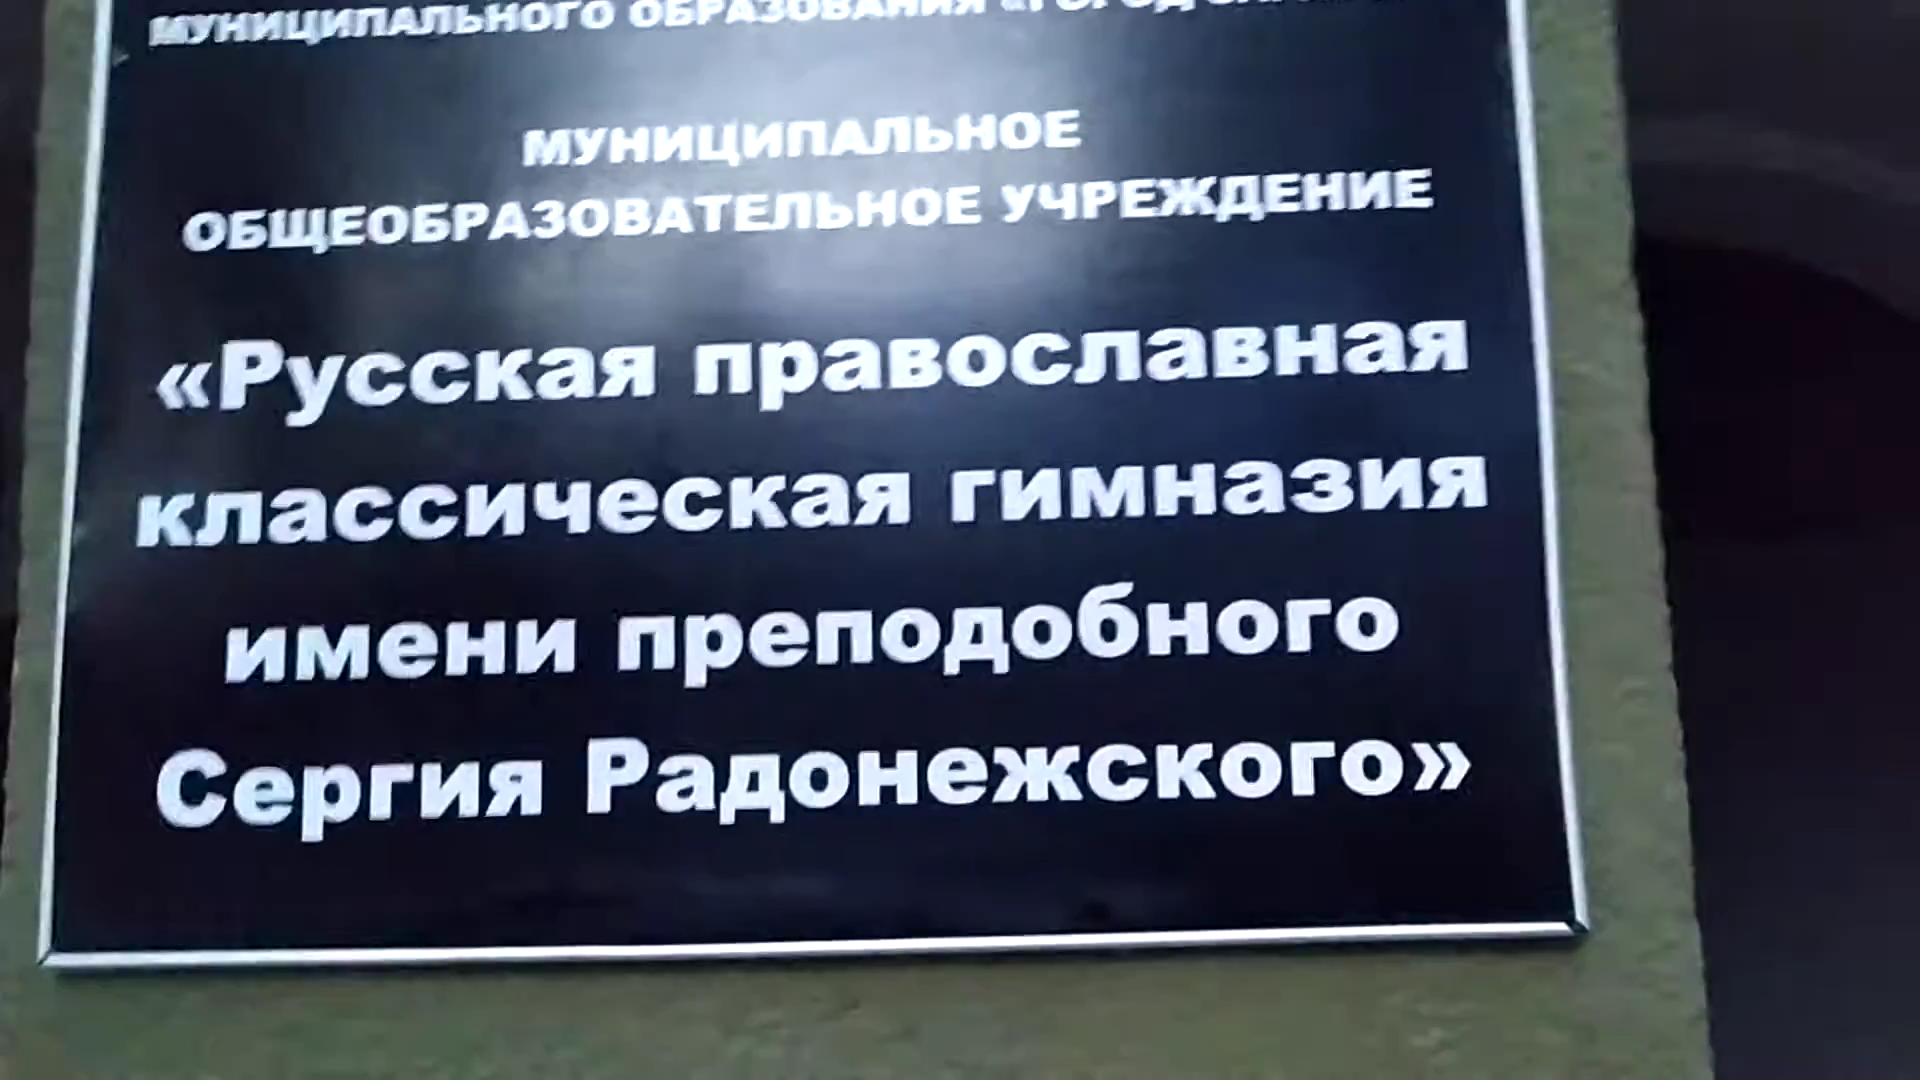 МУНИЦИПАЛЬНОГО ОБРАЗОВАНИЯ «ГОРОД
МУНИЦИПАЛЬНОЕ
ОБЩЕОБРАЗОВАТЕЛЬНОЕ УЧРЕЖДЕНИЕ
«Русская православная
классическая гимназия
имени преподобного
Сергия Радонежского»